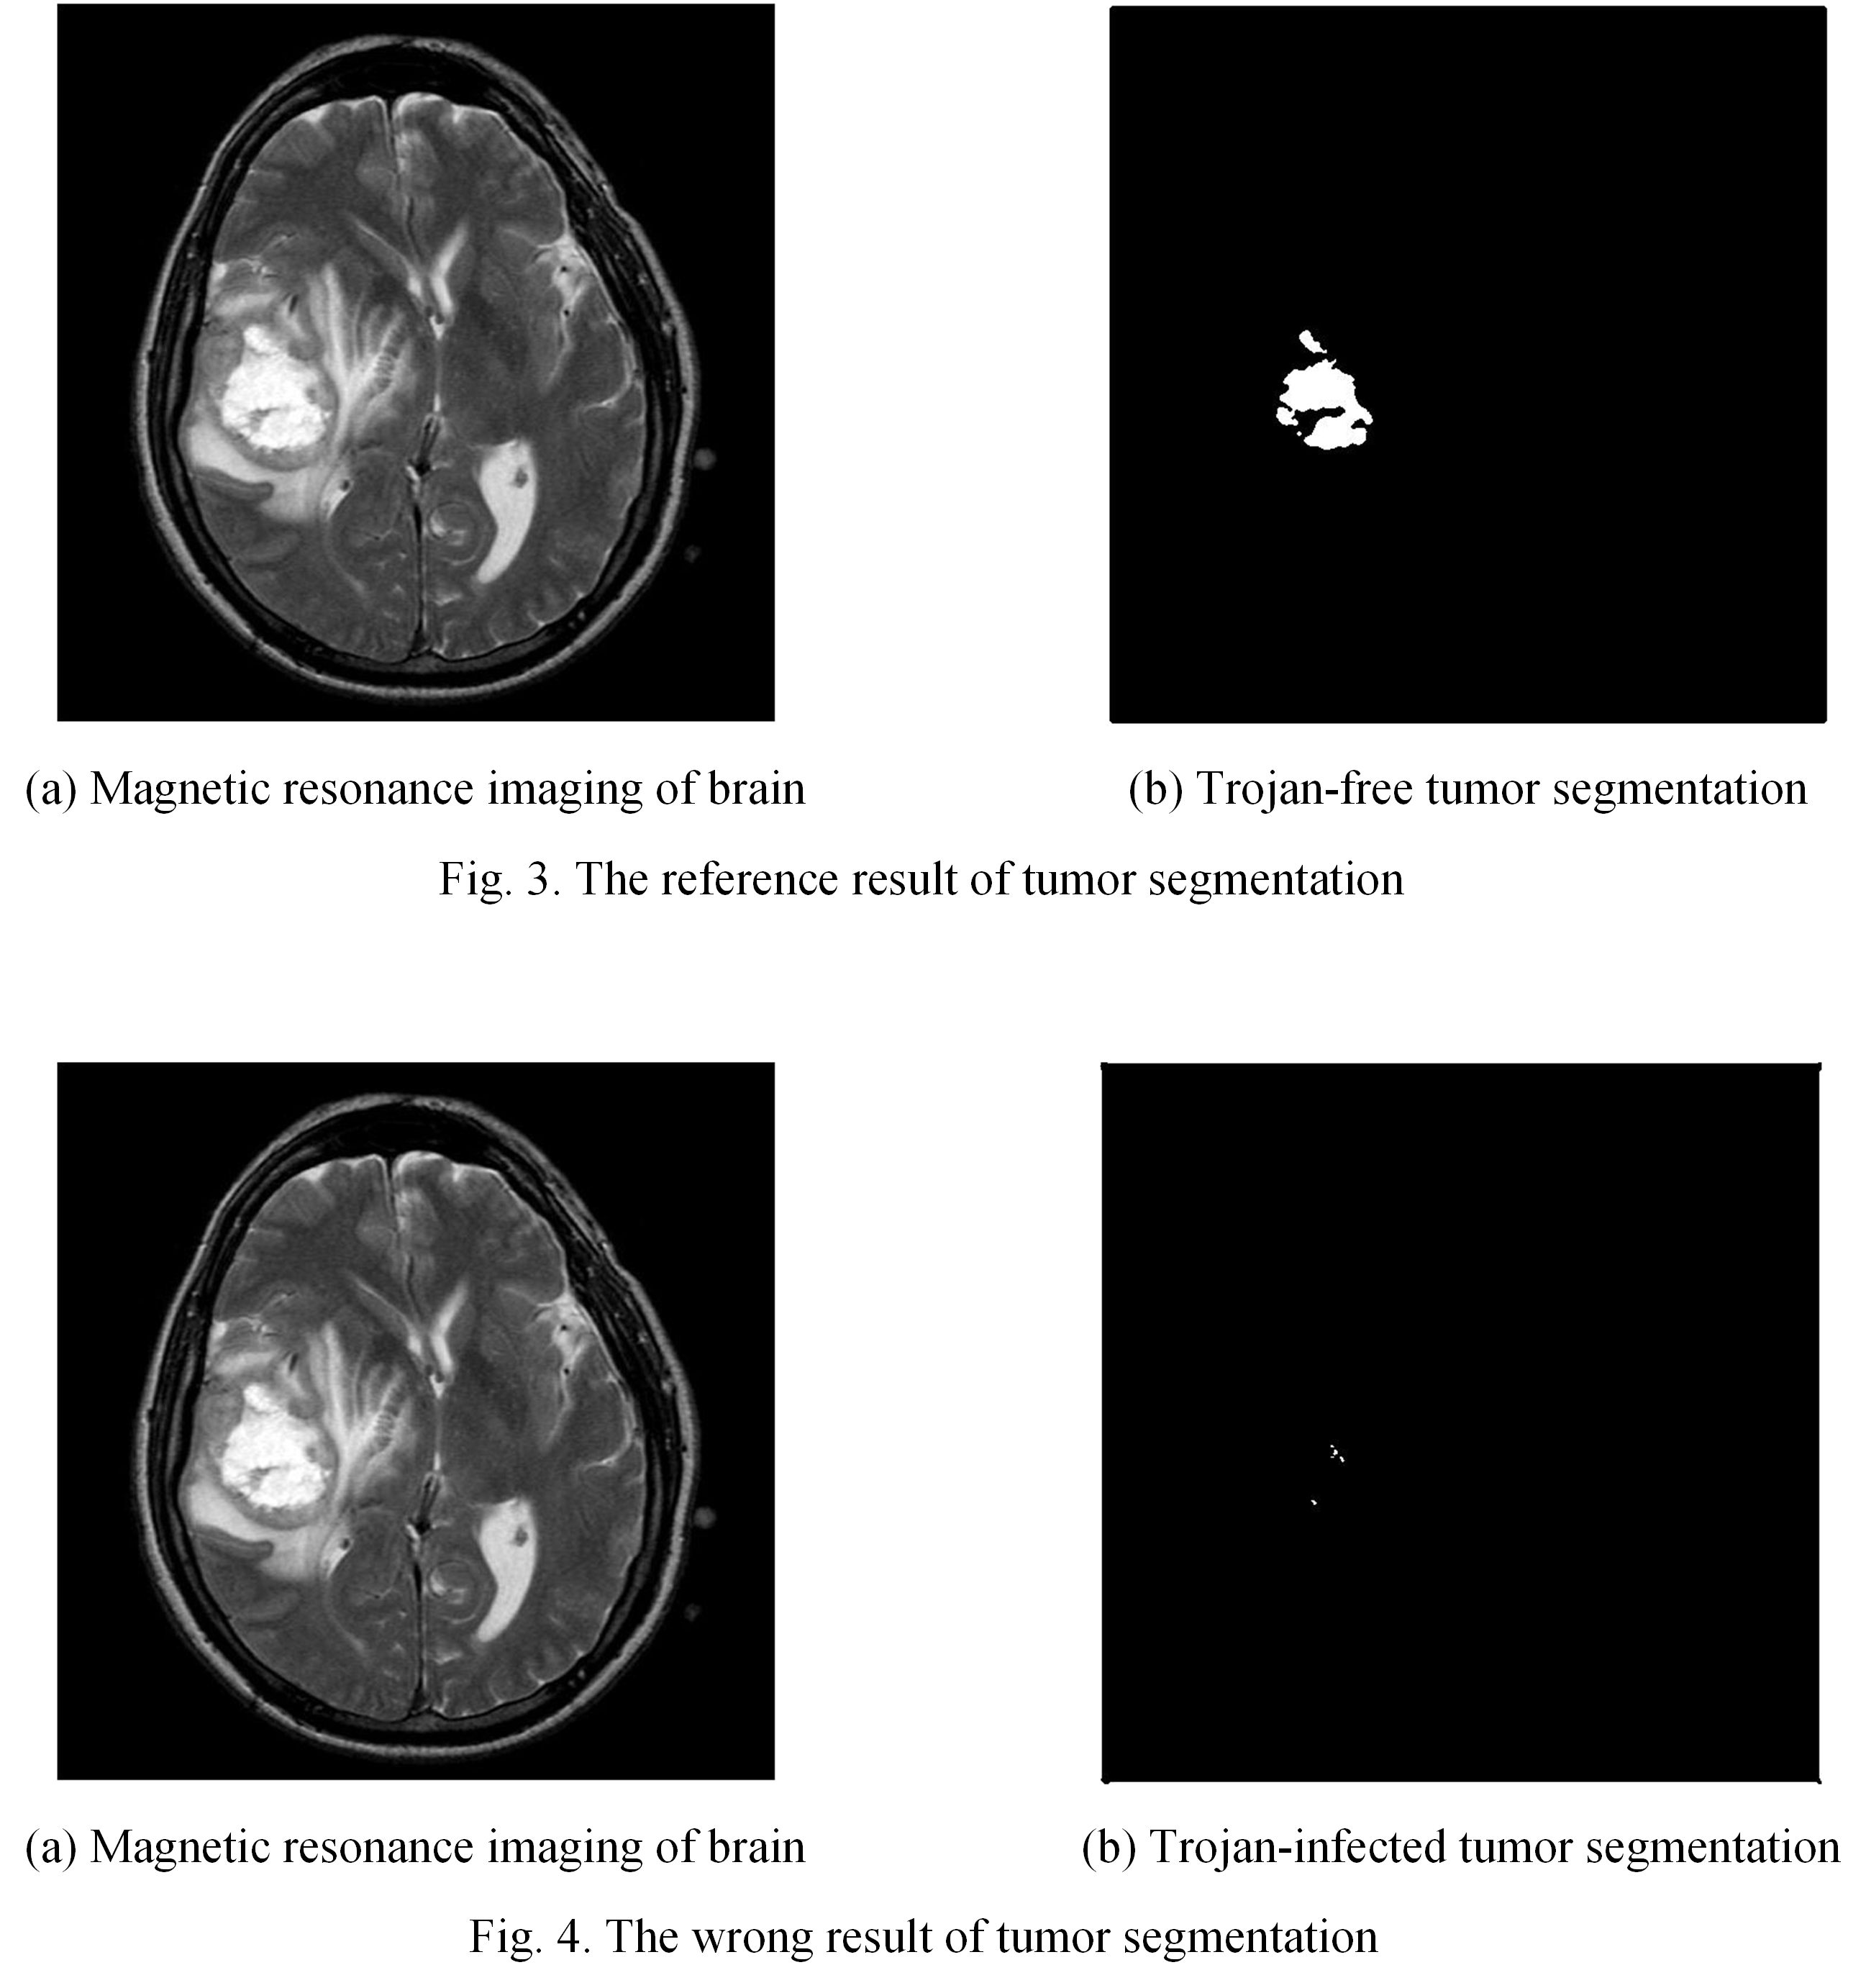 (a) Magnetic resonance imaging of brain
(b) Trojan-free tumor segmentation
Fig. 3. The reference result of tumor segmentation
(a) Magnetic resonance imaging of brain
(b) Trojan-infected tumor segmentation
Fig. 4. The wrong result of tumor segmentation